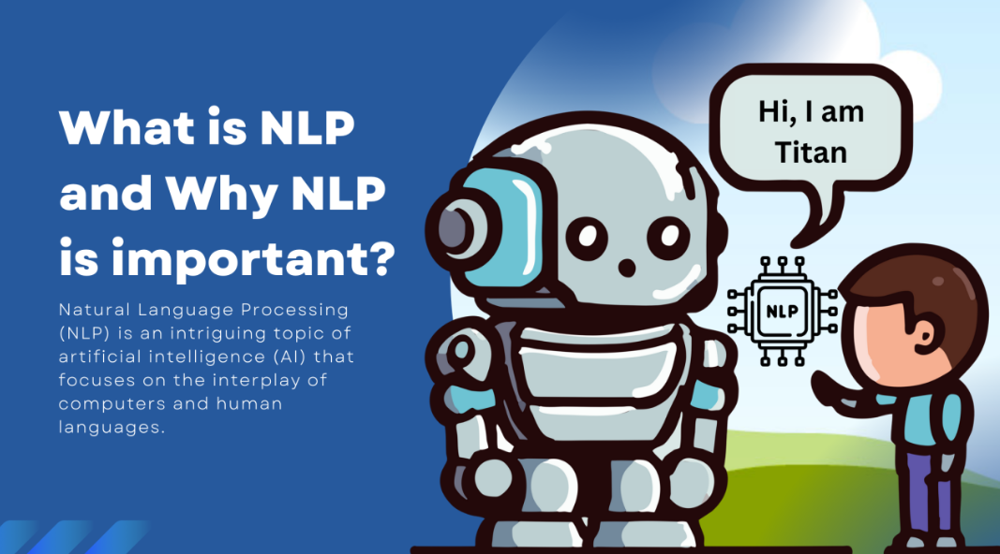 What is NLP
and Why NLP
is important?
Natural Language Processing
(NLP) is an intriguing topic of
artificial intelligence (AI) that
focuses on the interplay of
computers and human
languages.
Hi, I am
Titan
NLP